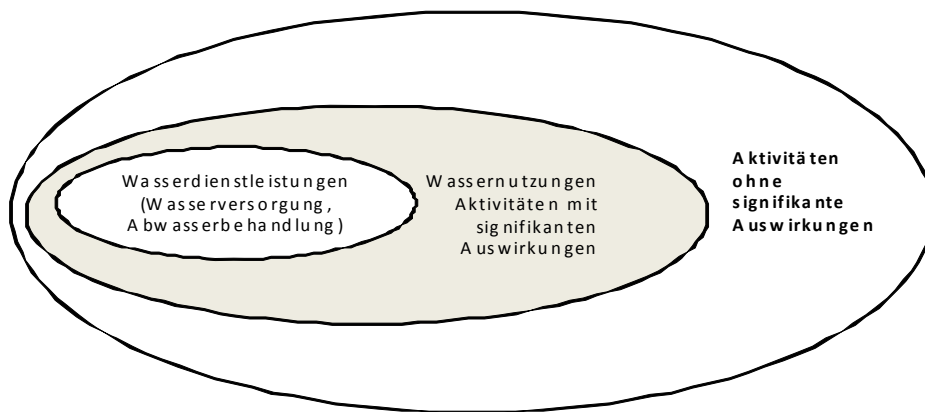 Wasserdienstleistungen
(Wasserversorgung,
Abwasserbehandlung)
Wassernutzungen
Aktivitäten mit
signifikanten
Auswirkungen
Aktivitäten
ohne
signifikante
Auswirkungen